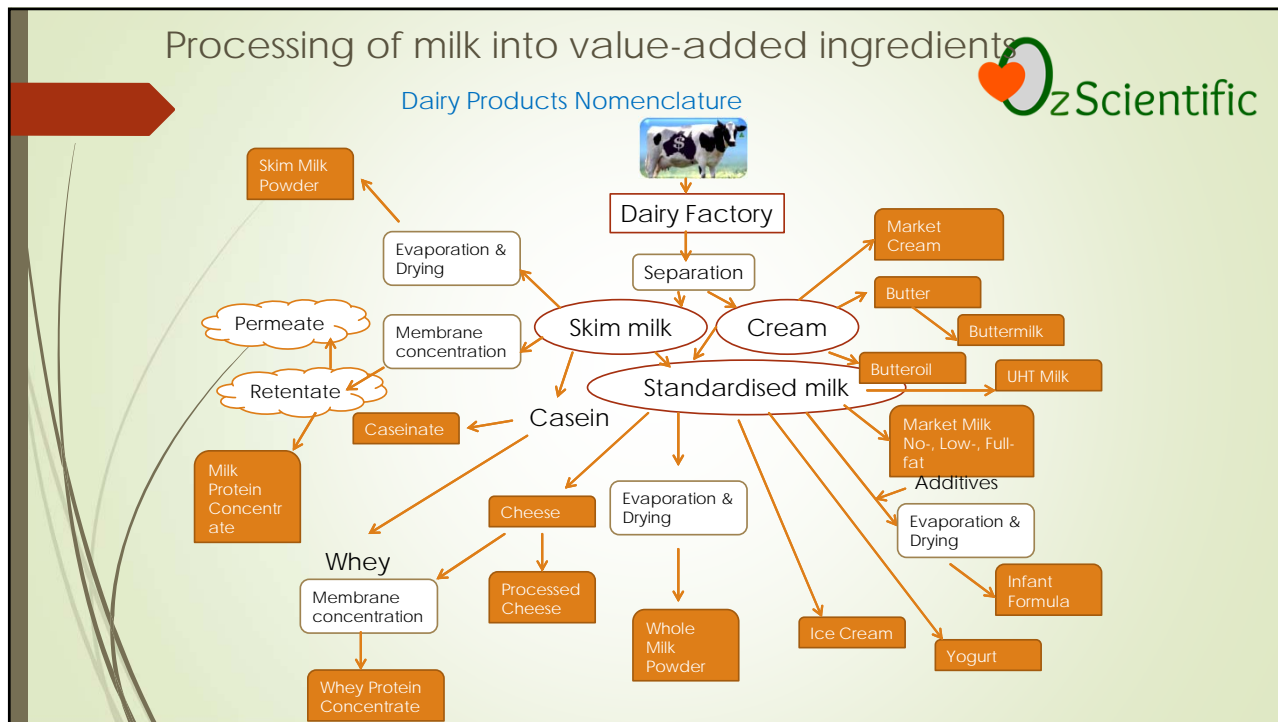 Processing of milk into value-added ingredients
OzScientific
Dairy Products Nomenclature
$
Skim Milk
Powder
Dairy Factory
Market
Cream
Evaporation &
Drying
Separation
Butter
Permeate
Membrane
concentration
Skim milk
Cream
Buttermilk
Retentate
Butteroil
Standardised milk
UHT Milk
Caseinate
Casein
Market Milk
No-, Low-, Full-
fat
Milk
Protein
Concentr
ate
Additives
Cheese
Evaporation &
Drying
Evaporation &
Drying
Whey
Membrane
concentration
Processed
Cheese
Infant
Formula
Whole
Milk
Powder
Ice Cream
Yogurt
Whey Protein
Concentrate